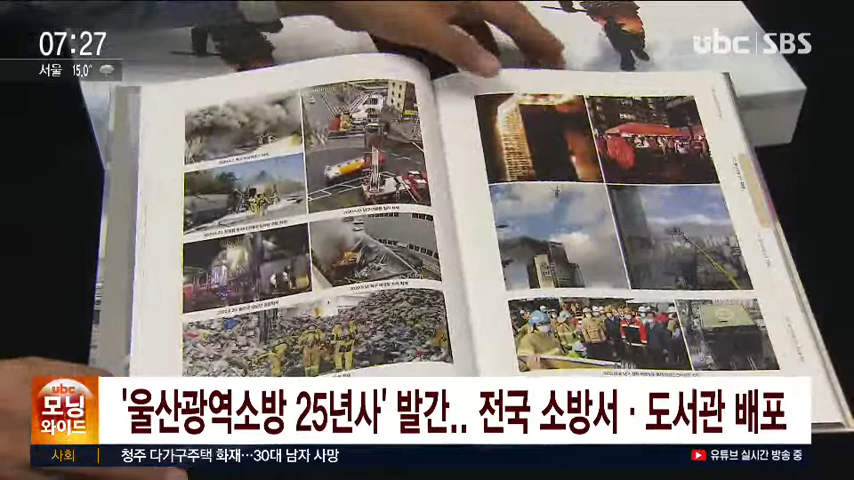 07:27
서울 15.0°
ubc | SBS
ubc
모닝
와이드
'울산광역소방 25년사' 발간.. 전국 소방서·도서관 배포
사회 청주 다가구주택 화재…30대 남자 사망
유튜브 실시간 방송 중